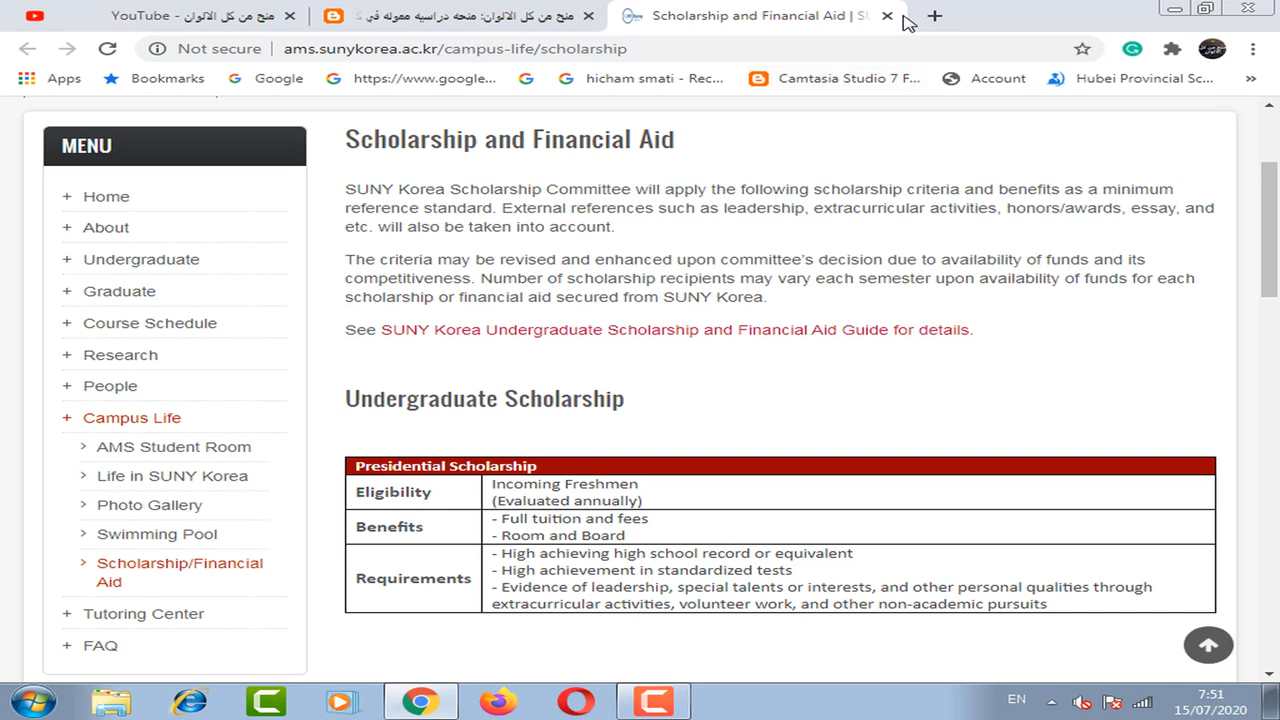 YouTube - منح من كل الالوان
منح من كل الالوان: منحه دراسيه مموله في ك
Scholarship and Financial Aid | SU
Not secure
ams.sunykorea.ac.kr/campus-life/scholarship
Apps
Bookmarks
Google
https://www.google...
hicham smati - Rec...
Camtasia Studio 7 F...
Account
Hubei Provincial Sc...
»
MENU
+ Home
+ About
+ Undergraduate
+ Graduate
+ Course Schedule
+ Research
+ People
+ Campus Life
> AMS Student Room
> Life in SUNY Korea
> Photo Gallery
> Swimming Pool
> Scholarship/Financial
Aid
+ Tutoring Center
+ FAQ
Scholarship and Financial Aid
SUNY Korea Scholarship Committee will apply the following scholarship criteria and benefits as a minimum
reference standard. External references such as leadership, extracurricular activities, honors/awards, essay, and
etc. will also be taken into account.
The criteria may be revised and enhanced upon committee's decision due to availability of funds and its
competitiveness. Number of scholarship recipients may vary each semester upon availability of funds for each
scholarship or financial aid secured from SUNY Korea.
See SUNY Korea Undergraduate Scholarship and Financial Aid Guide for details.
Undergraduate Scholarship
Presidential Scholarship
Eligibility
Incoming Freshmen
(Evaluated annually)
Benefits
- Full tuition and fees
- Room and Board
Requirements
- High achieving high school record or equivalent
- High achievement in standardized tests
- Evidence of leadership, special talents or interests, and other personal qualities through
extracurricular activities, volunteer work, and other non-academic pursuits
EN
7:51
15/07/2020